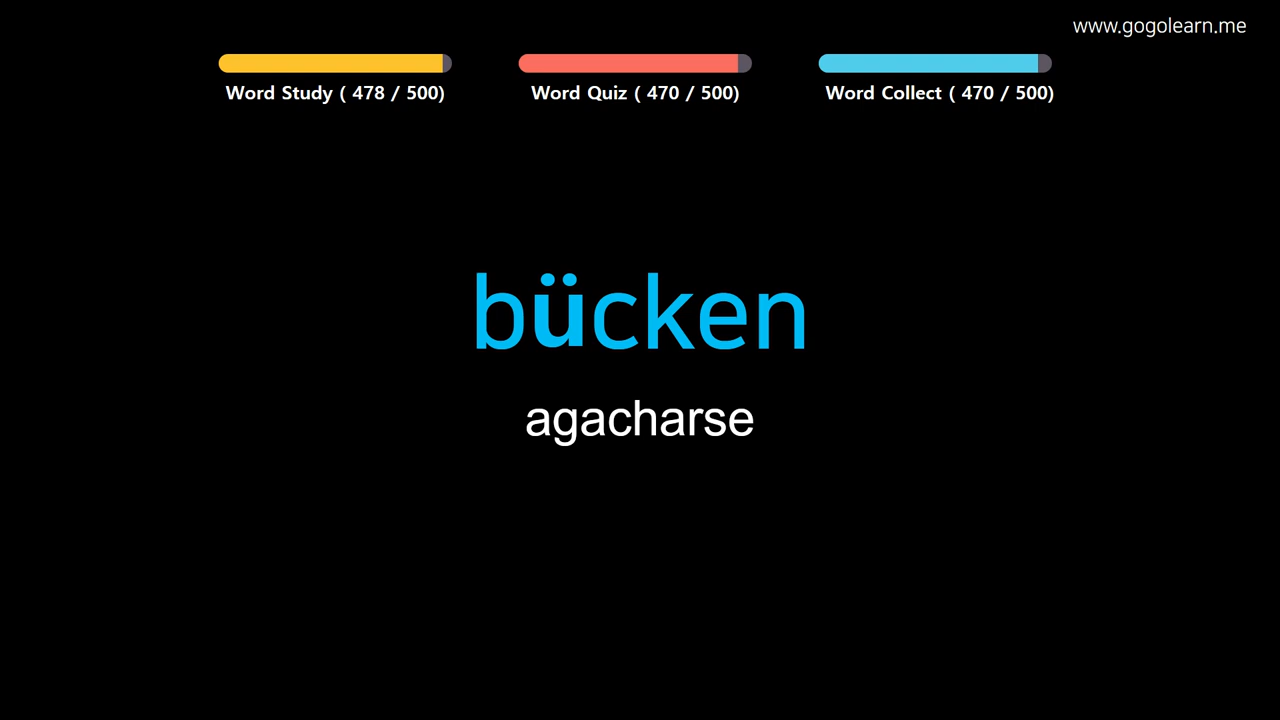 www.gogolearn.me
Word Study ( 478 / 500)
Word Quiz ( 470 / 500)
Word Collect ( 470 / 500)
bücken
agacharse